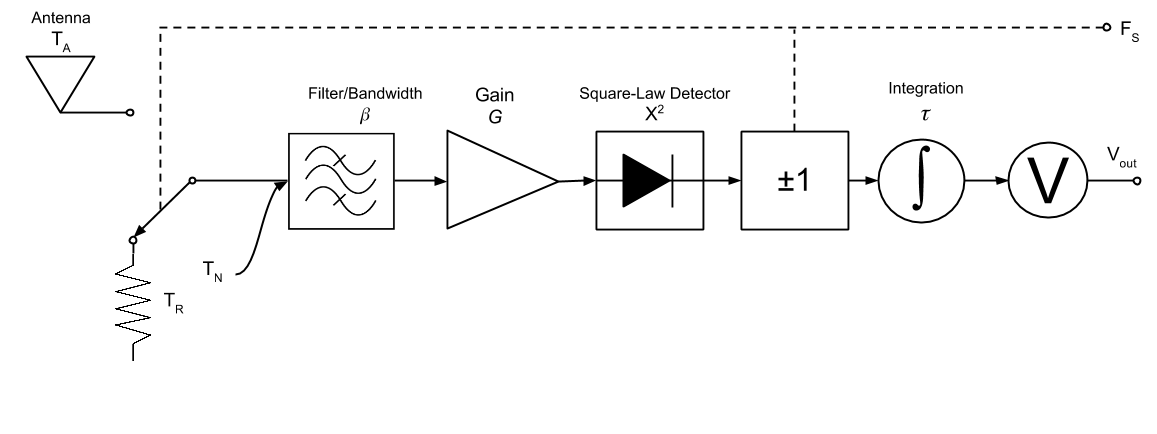 Antenna
T_A
F_S
Filter/Bandwidth
β
Gain
G
Square-Law Detector
X²
Integration
τ
±1
∫
V
V_out
T_N
T_R